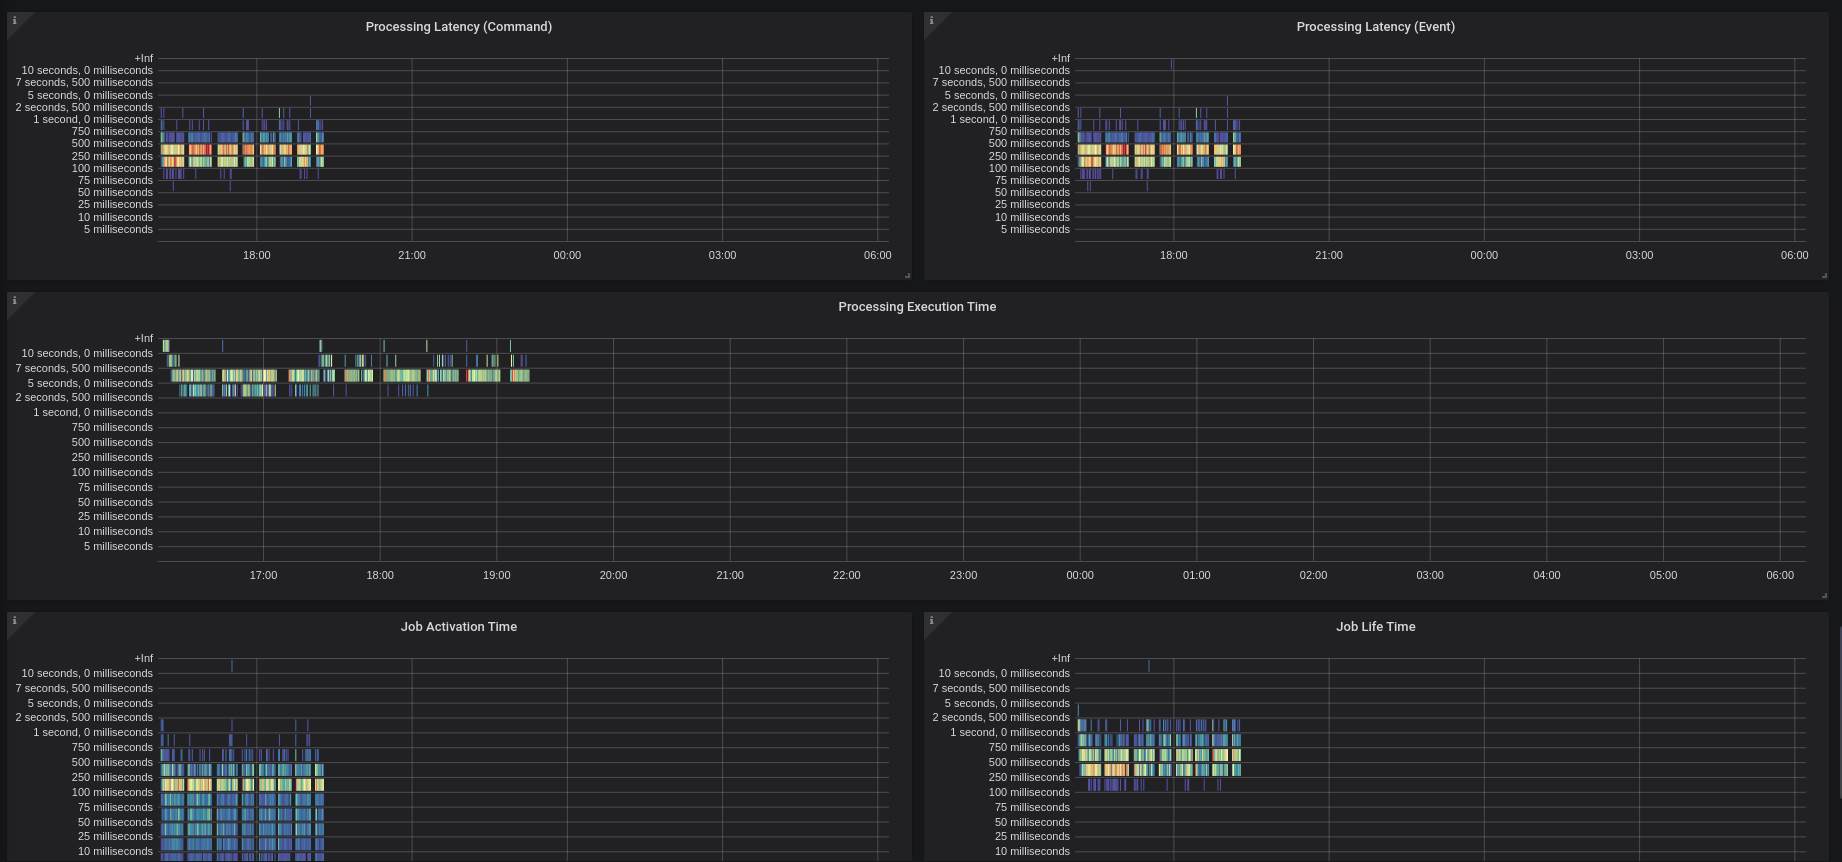 Processing Latency (Command)
+Inf
10 seconds, 0 milliseconds
7 seconds, 500 milliseconds
5 seconds, 0 milliseconds
2 seconds, 500 milliseconds
1 second, 0 milliseconds
750 milliseconds
500 milliseconds
250 milliseconds
100 milliseconds
75 milliseconds
50 milliseconds
25 milliseconds
10 milliseconds
5 milliseconds
18:00 21:00 00:00 03:00 06:00
Processing Latency (Event)
+Inf
10 seconds, 0 milliseconds
7 seconds, 500 milliseconds
5 seconds, 0 milliseconds
2 seconds, 500 milliseconds
1 second, 0 milliseconds
750 milliseconds
500 milliseconds
250 milliseconds
100 milliseconds
75 milliseconds
50 milliseconds
25 milliseconds
10 milliseconds
5 milliseconds
18:00 21:00 00:00 03:00 06:00
Processing Execution Time
+Inf
10 seconds, 0 milliseconds
7 seconds, 500 milliseconds
5 seconds, 0 milliseconds
2 seconds, 500 milliseconds
1 second, 0 milliseconds
750 milliseconds
500 milliseconds
250 milliseconds
100 milliseconds
75 milliseconds
50 milliseconds
25 milliseconds
10 milliseconds
5 milliseconds
17:00 18:00 19:00 20:00 21:00 22:00 23:00 00:00 01:00 02:00 03:00 04:00 05:00 06:00
Job Activation Time
+Inf
10 seconds, 0 milliseconds
7 seconds, 500 milliseconds
5 seconds, 0 milliseconds
2 seconds, 500 milliseconds
1 second, 0 milliseconds
750 milliseconds
500 milliseconds
250 milliseconds
100 milliseconds
75 milliseconds
50 milliseconds
25 milliseconds
10 milliseconds
Job Life Time
+Inf
10 seconds, 0 milliseconds
7 seconds, 500 milliseconds
5 seconds, 0 milliseconds
2 seconds, 500 milliseconds
1 second, 0 milliseconds
750 milliseconds
500 milliseconds
250 milliseconds
100 milliseconds
75 milliseconds
50 milliseconds
25 milliseconds
10 milliseconds